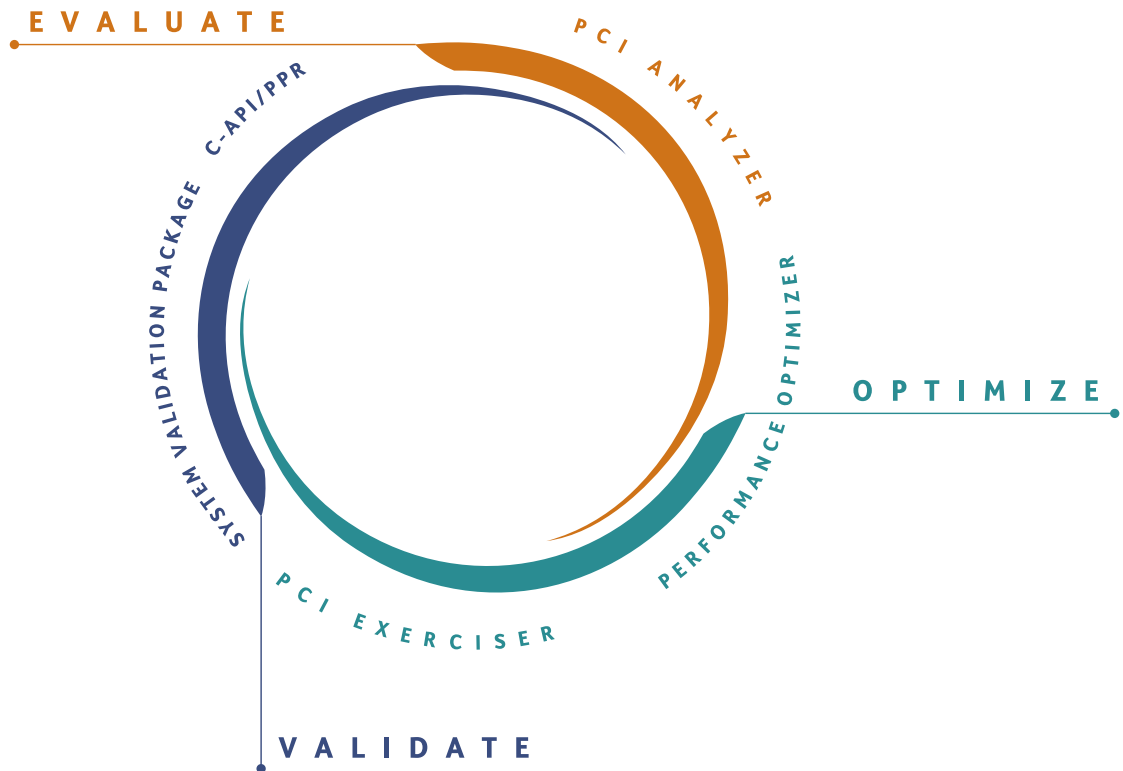 EVALUATE
PCI ANALYZER
C-API/PPR
SYSTEM VALIDATION PACKAGE
PERFORMANCE OPTIMIZER
OPTIMIZE
PCI EXERCISER
VALIDATE